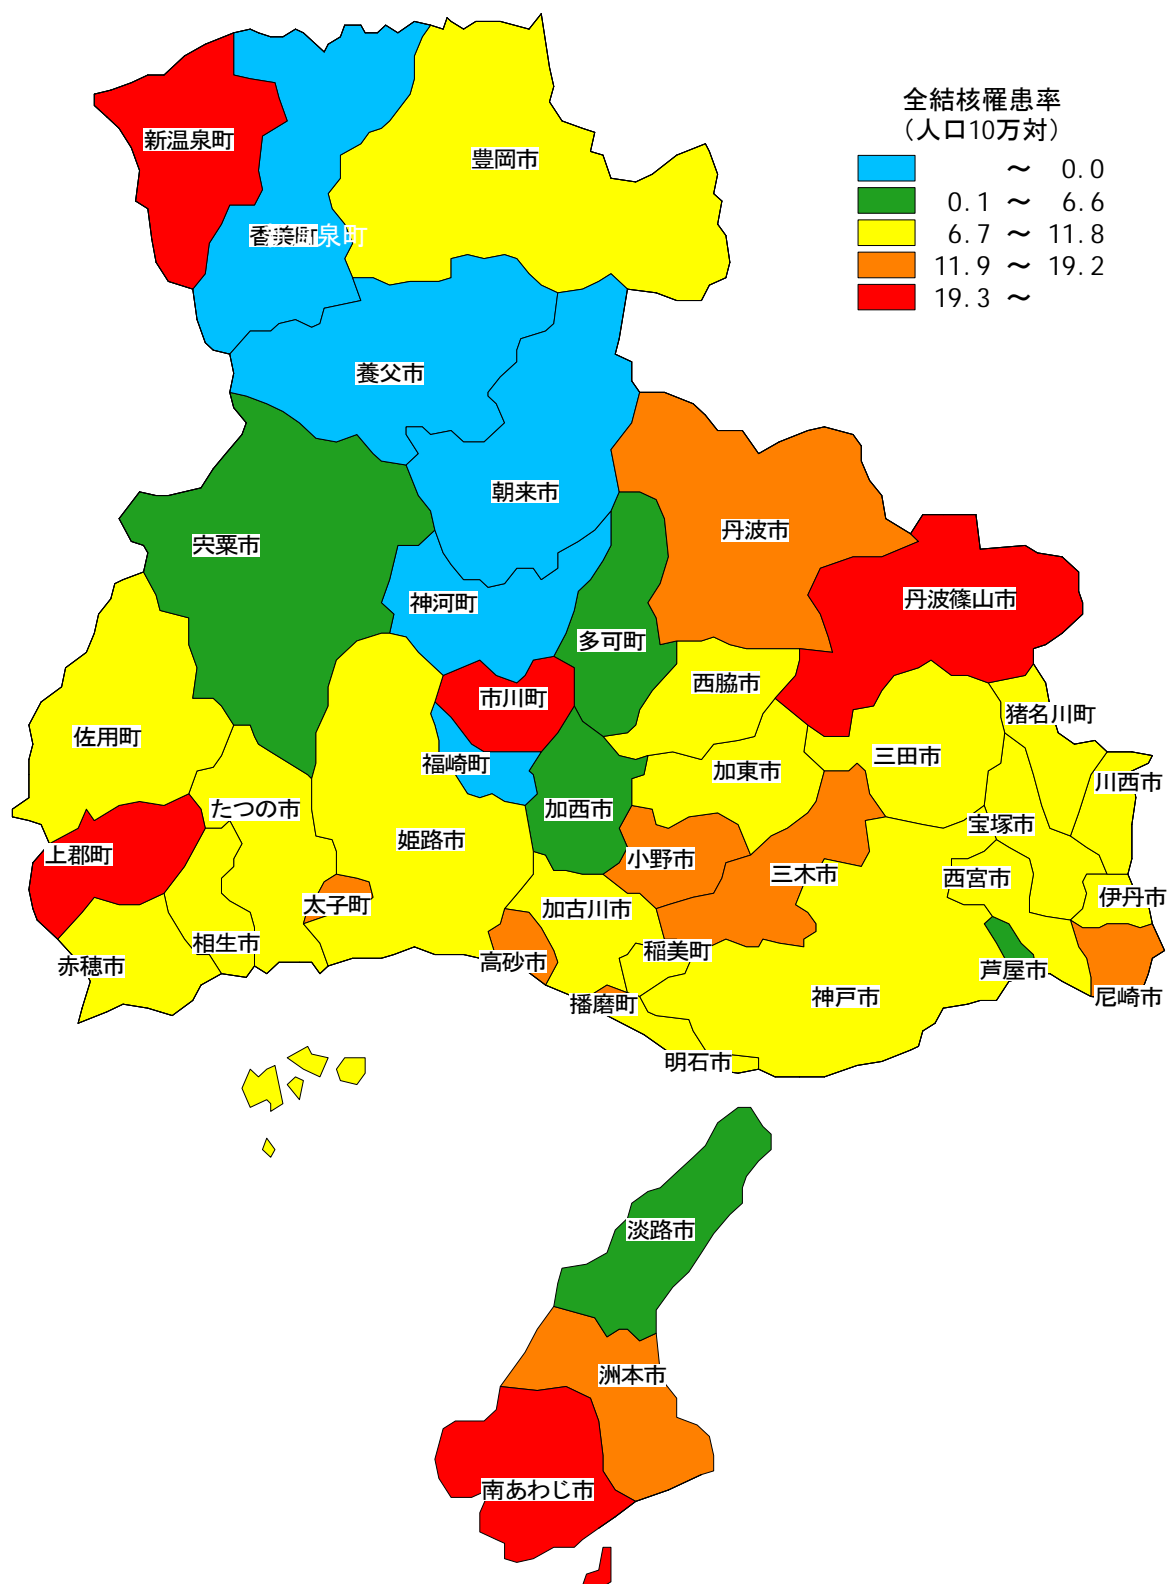 全結核罹患率
（人口10万対）
～ 0.0
0.1 ～ 6.6
6.7 ～ 11.8
11.9 ～ 19.2
19.3 ～
新温泉町
豊岡市
香美町
新温泉町
養父市
朝来市
丹波市
宍粟市
丹波篠山市
神河町
多可町
西脇市
市川町
猪名川町
佐用町
三田市
福崎町
加東市
川西市
たつの市
加西市
宝塚市
姫路市
上郡町
小野市
三木市
西宮市
伊丹市
太子町
加古川市
相生市
稲美町
高砂市
赤穂市
芦屋市
神戸市
尼崎市
播磨町
明石市
淡路市
洲本市
南あわじ市